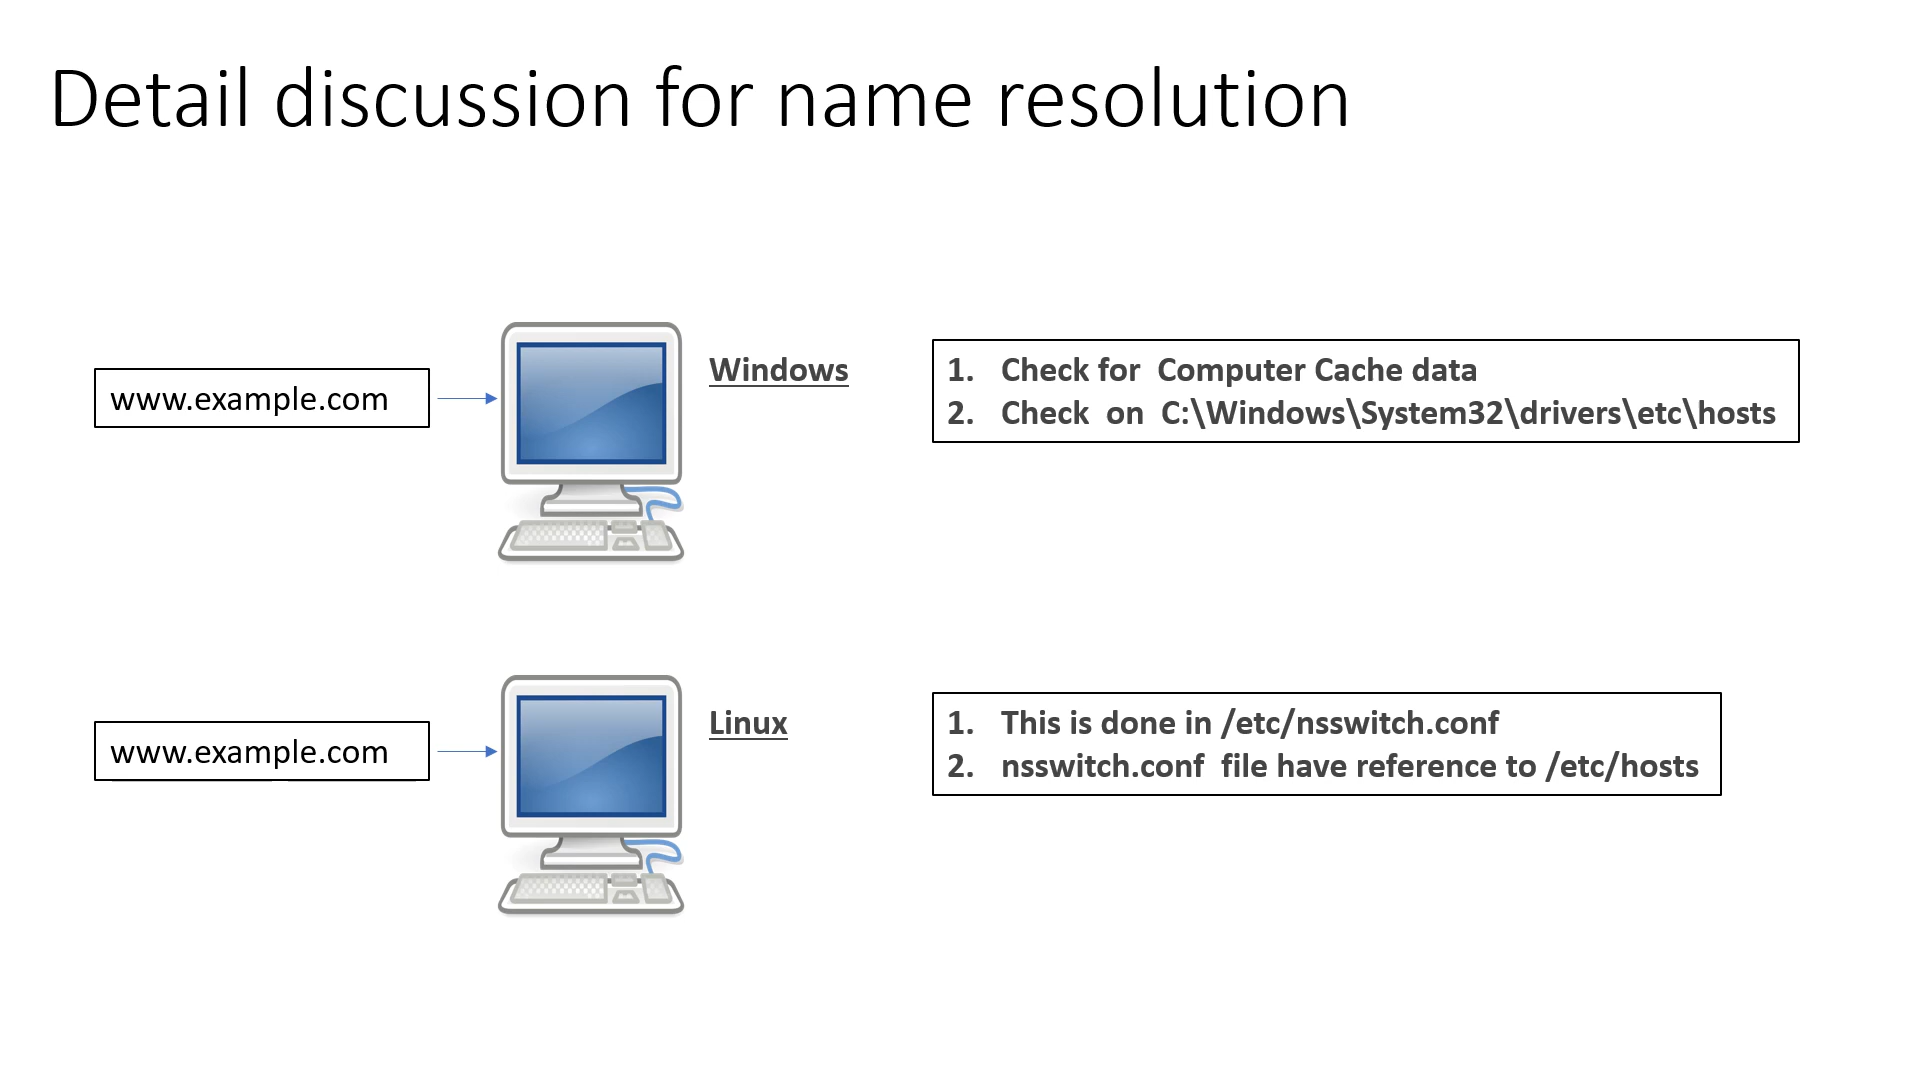 Detail discussion for name resolution
www.example.com
Windows
1. Check for Computer Cache data
2. Check on C:\Windows\System32\drivers\etc\hosts
www.example.com
Linux
1. This is done in /etc/nsswitch.conf
2. nsswitch.conf file have reference to /etc/hosts